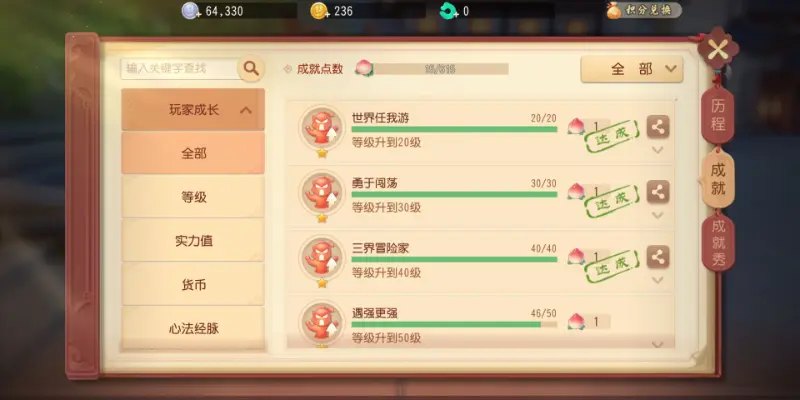 64,330
236
0
积分兑换
输入关键字查找
成就点数
全部
玩家成长
全部
等级
实力值
货币
心法经脉
世界任我游
20/20
等级升到20级
1
达成
勇于闯荡
30/30
等级升到30级
1
达成
三界冒险家
40/40
等级升到40级
1
达成
遇强更强
46/50
等级升到50级
1
历程
成就
成就秀